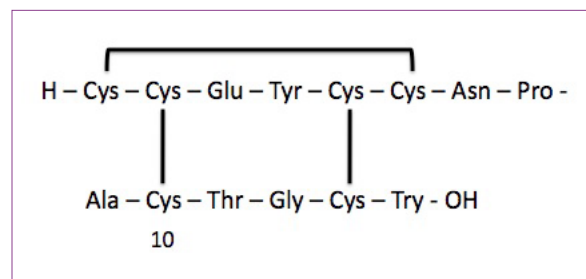 H – Cys – Cys – Glu – Tyr – Cys – Cys – Asn – Pro -
Ala – Cys – Thr – Gly – Cys – Try - OH
10